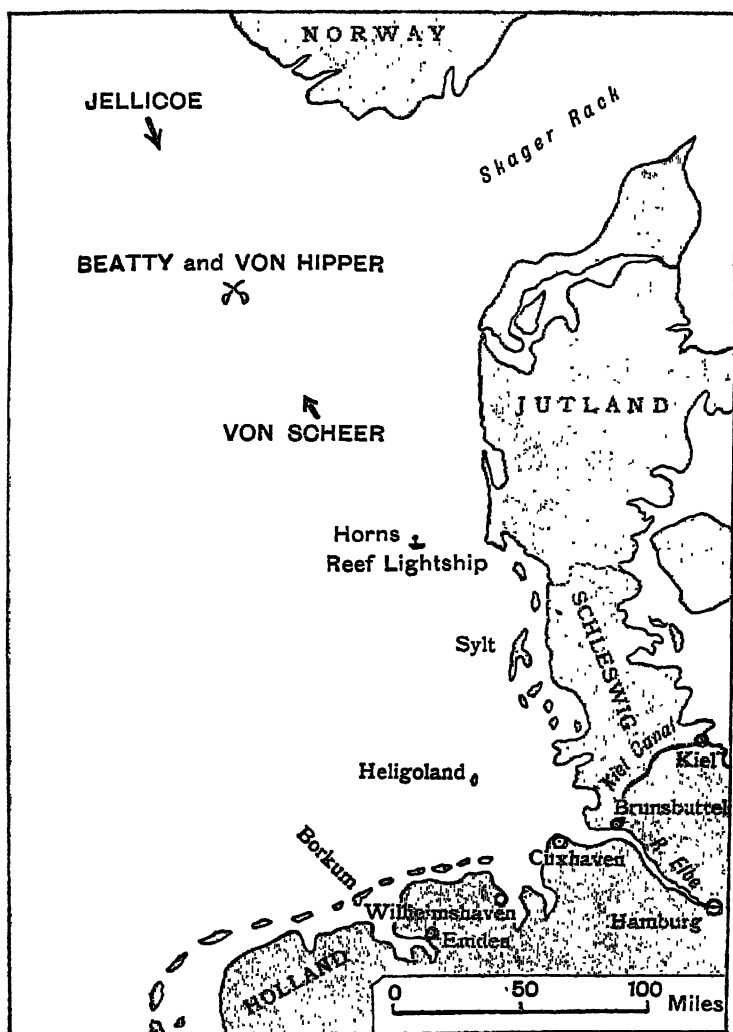 NORWAY
JELLICOE
Skager Rack
BEATTY and VON HIPPER
JUTLAND
VON SCHEER
Horns
Reef Lightship
SCHLESWIG
Sylt
Kiel Canal
Kiel
Heligoland
Brunsbuttel
R. Elbe
Cuxhaven
Borkum
Wilhelmshaven
Hamburg
Emden
HOLLAND
0 50 100
Miles